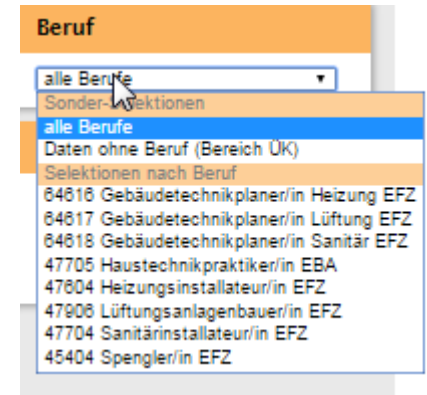 Beruf
alle Berufe
Sonder-Selektionen
alle Berufe
Daten ohne Beruf (Bereich ÜK)
Selektionen nach Beruf
64616 Gebäudetechnikplaner/in Heizung EFZ
64617 Gebäudetechnikplaner/in Lüftung EFZ
64618 Gebäudetechnikplaner/in Sanitär EFZ
47705 Haustechnikpraktiker/in EBA
47604 Heizungsinstallateur/in EFZ
47906 Lüftungsanlagenbauer/in EFZ
47704 Sanitärinstallateur/in EFZ
45404 Spengler/in EFZ